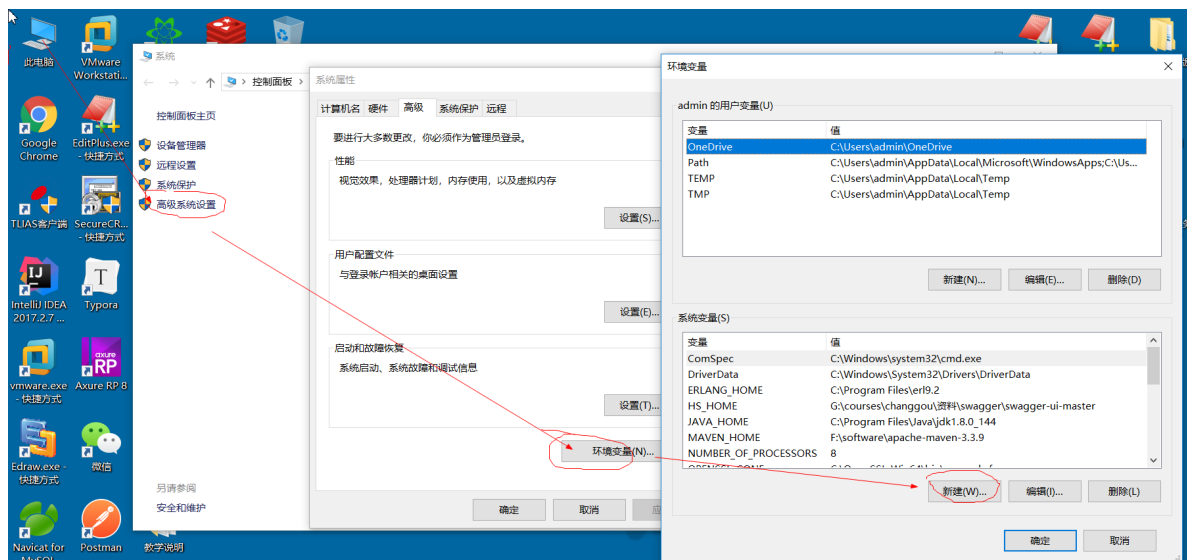 此电脑
VMware
Workstati...
Google
Chrome
EditPlus.exe
- 快捷方式
TLIAS客户端
SecureCR...
- 快捷方式
IntelliJ IDEA
2017.2.7 ...
Typora
vmware.exe
- 快捷方式
Axure RP 8
Edraw.exe -
快捷方式
微信
Navicat for
Postman
教学说明
系统
控制面板
控制面板主页
设备管理器
远程设置
系统保护
高级系统设置
另请参阅
安全和维护
系统属性
计算机名 硬件 高级 系统保护 远程
要进行大多数更改，你必须作为管理员登录。
性能
视觉效果，处理器计划，内存使用，以及虚拟内存
设置(S)...
用户配置文件
与登录帐户相关的桌面设置
设置(E)...
启动和故障恢复
系统启动、系统故障和调试信息
设置(T)...
环境变量(N)...
确定 取消
环境变量
admin 的用户变量(U)
变量 值
OneDrive C:\Users\admin\OneDrive
Path C:\Users\admin\AppData\Local\Microsoft\WindowsApps;C:\Us...
TEMP C:\Users\admin\AppData\Local\Temp
TMP C:\Users\admin\AppData\Local\Temp
新建(N)... 编辑(E)... 删除(D)
系统变量(S)
变量 值
ComSpec C:\Windows\system32\cmd.exe
DriverData C:\Windows\System32\Drivers\DriverData
ERLANG_HOME C:\Program Files\erl9.2
HS_HOME G:\courses\changgou\资料\swagger\swagger-ui-master
JAVA_HOME C:\Program Files\Java\jdk1.8.0_144
MAVEN_HOME F:\software\apache-maven-3.3.9
NUMBER_OF_PROCESSORS 8
新建(W)... 编辑(I)... 删除(L)
确定 取消